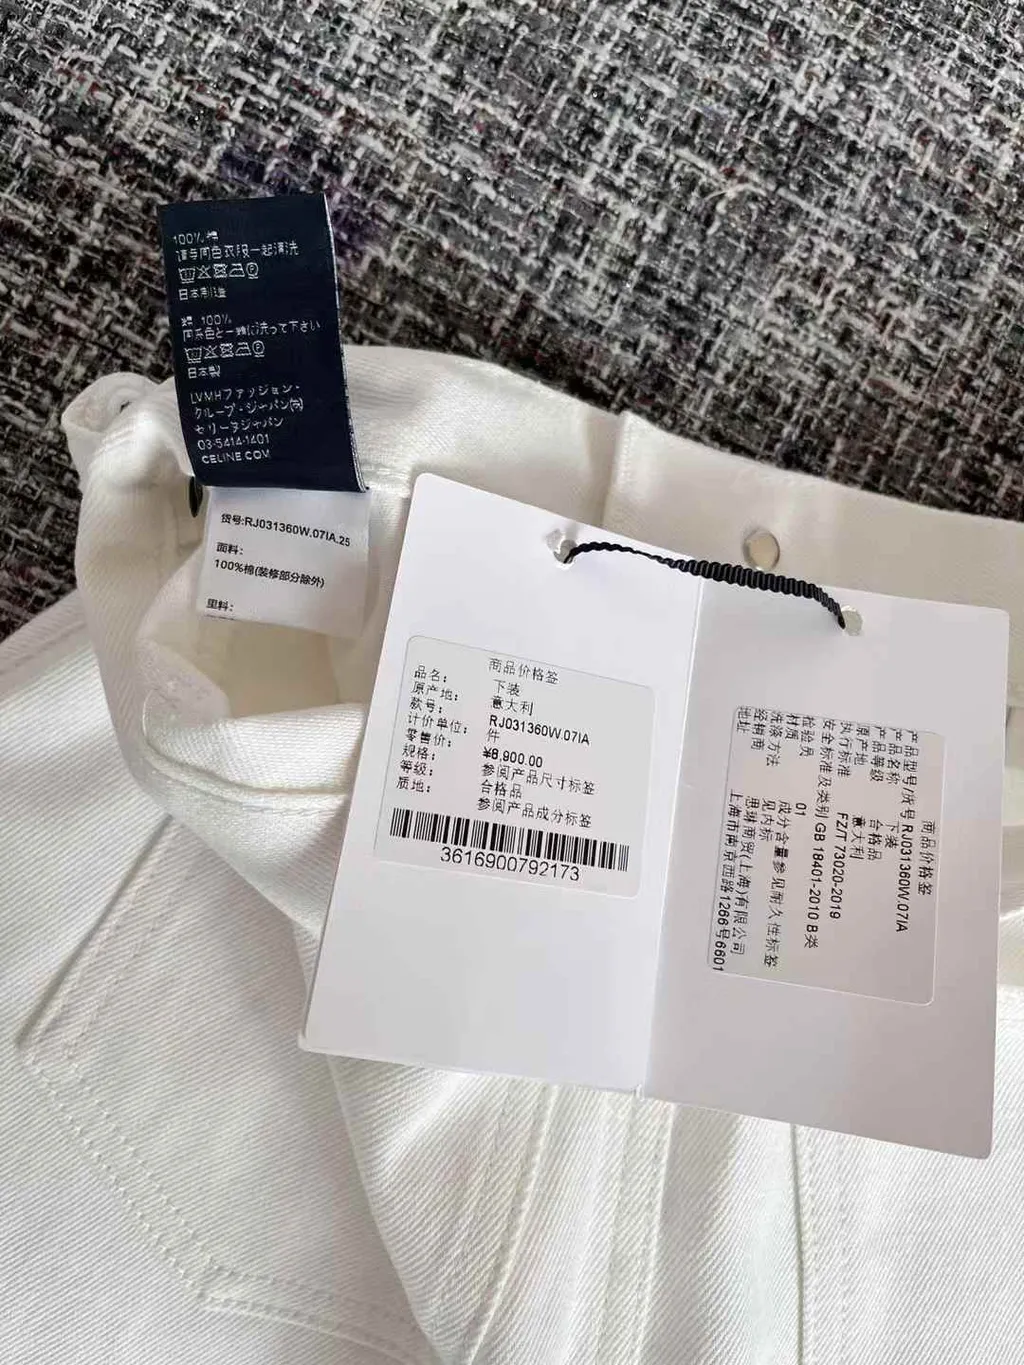 100% 棉
请与同色衣服一起清洗
日本制造
綿 100%
同系色と一緒に洗って下さい
日本製
LVMHファッション・
グループ・ジャパン㈱
セリーヌジャパン
03-5414-1401
CELINE.COM
货号:RJ031360W.07IA.25
面料:
100%棉(装修部分除外)
里料:
商品价格签
品名: 下装
原产地: 意大利
款号: RJ031360W.07IA
计价单位: 件
零售价: ¥8,900.00
规格: 参阅产品尺寸标签
等级: 合格品
质地: 参阅产品成分标签
3616900792173
商品价格签
产品型号/货号 RJ031360W.07IA
产品名称 下装
产品等级 合格品
原产地 意大利
执行标准 FZ/T 73020-2019
安全标准及类别 GB 18401-2010 B类
检验员 01
材质 成分含量参见耐久性标签
洗涤方法 见内标
经销商 思琳商贸(上海)有限公司
地址 上海市南京西路1266号6601